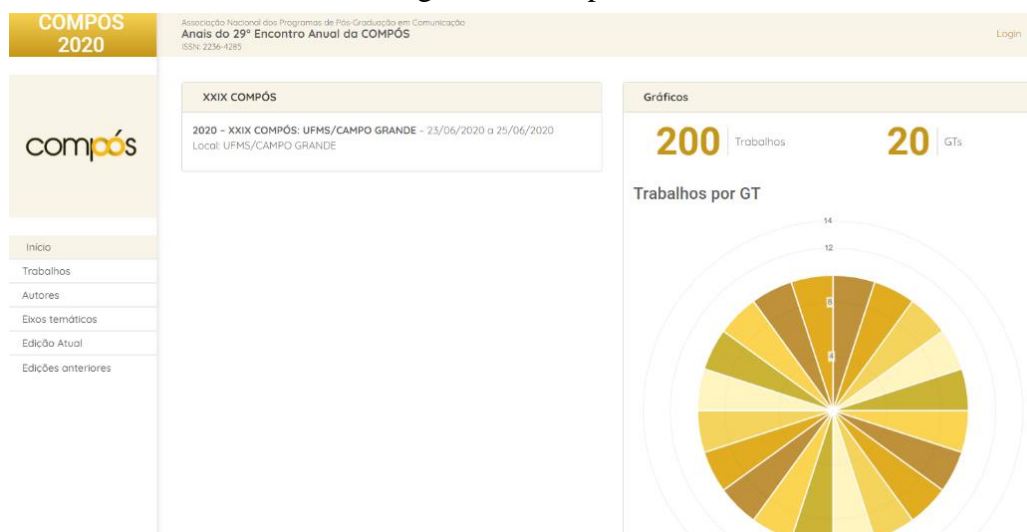 COMPÓS
2020
Associação Nacional dos Programas de Pós-Graduação em Comunicação
Anais do 29º Encontro Anual da COMPÓS
ISSN: 2236-4285
Login
compós
Início
Trabalhos
Autores
Eixos temáticos
Edição Atual
Edições anteriores
XXIX COMPÓS
2020 - XXIX COMPÓS: UFMS/CAMPO GRANDE - 23/06/2020 a 25/06/2020
Local: UFMS/CAMPO GRANDE
Gráficos
200 Trabalhos
20 GTs
Trabalhos por GT
14
12
8
4